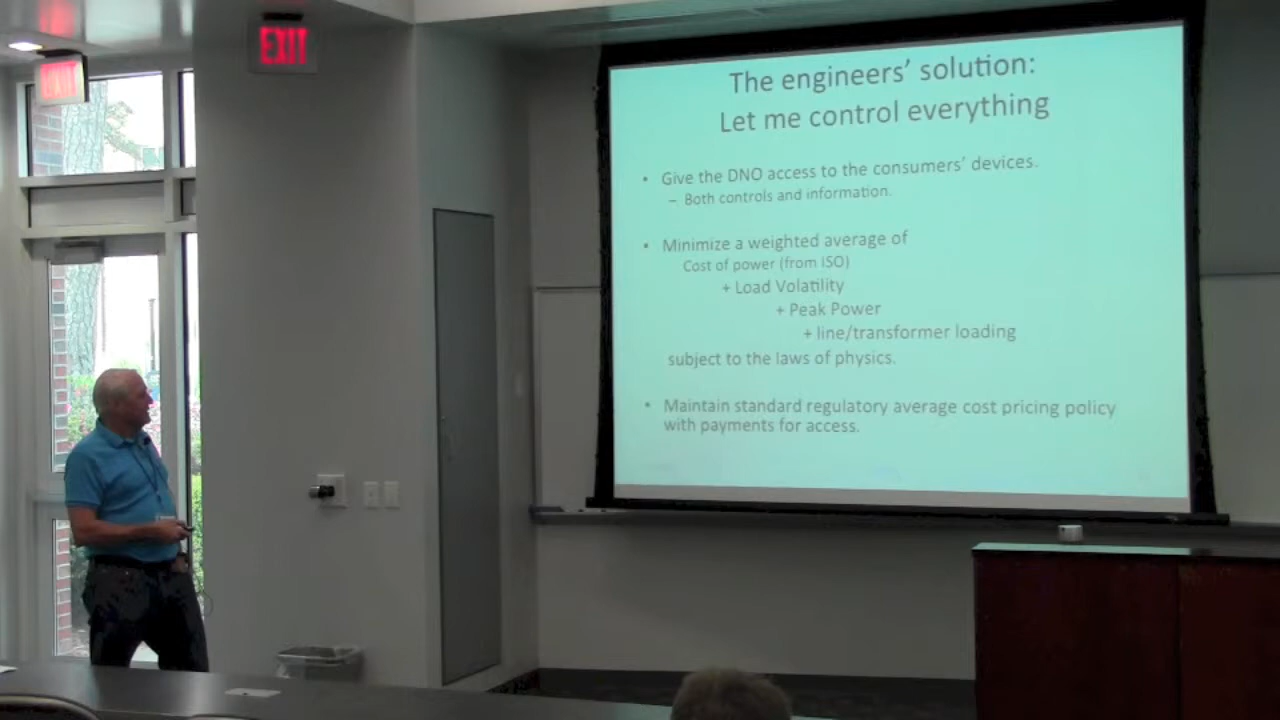 EXIT
EXIT
The engineers' solution:
Let me control everything
• Give the DNO access to the consumers' devices.
– Both controls and information.
• Minimize a weighted average of
Cost of power (from ISO)
+ Load Volatility
+ Peak Power
+ line/transformer loading
subject to the laws of physics.
• Maintain standard regulatory average cost pricing policy
with payments for access.